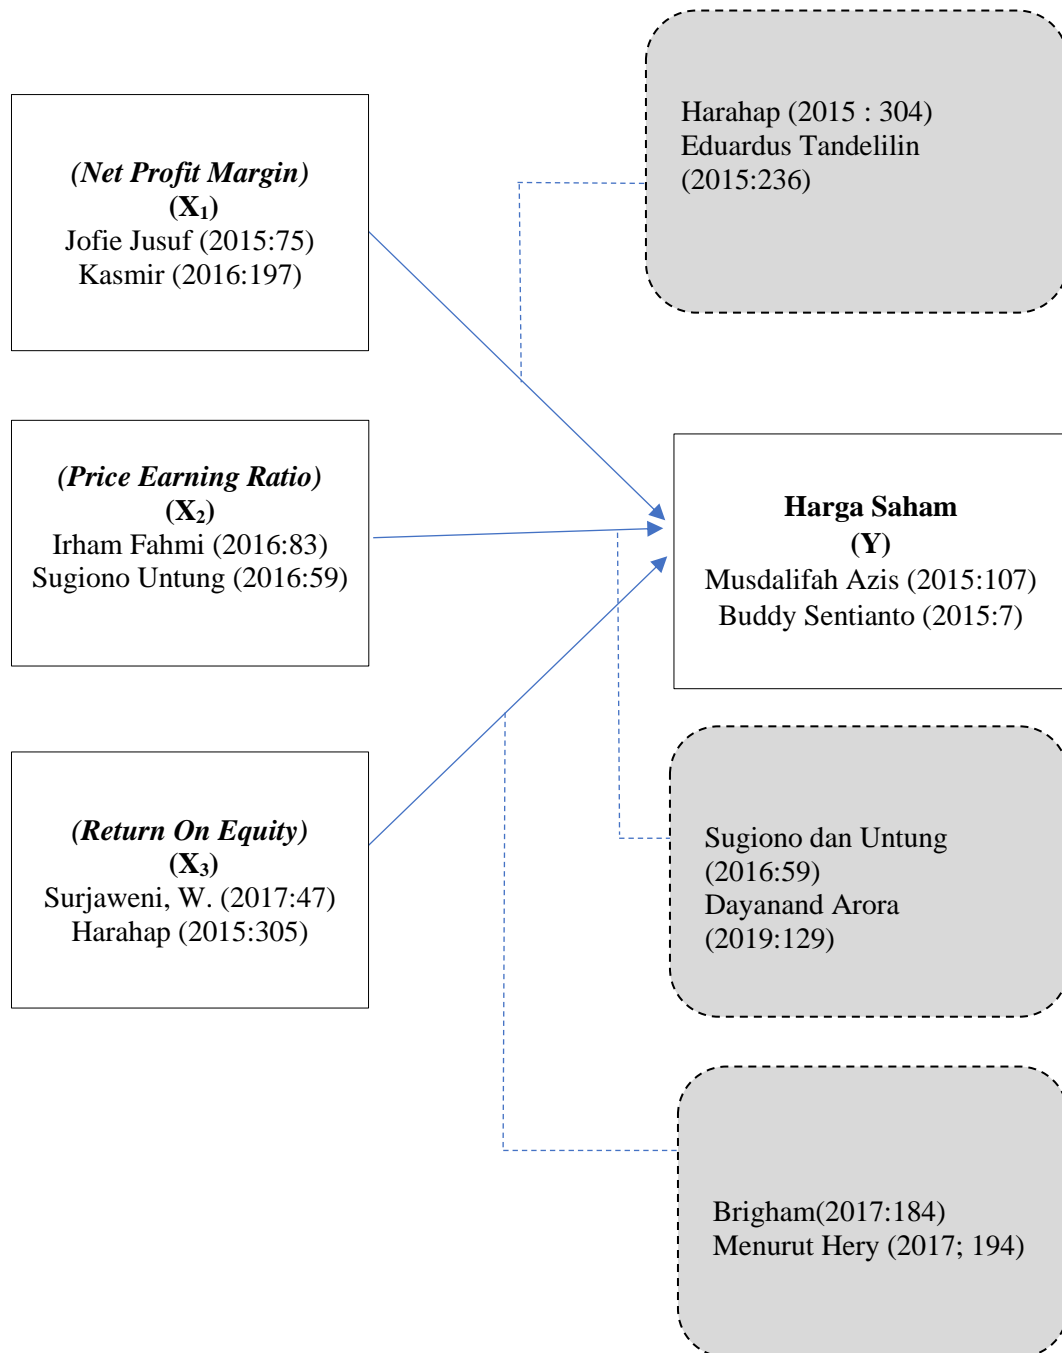 (Net Profit Margin)
(X₁)
Jofie Jusuf (2015:75)
Kasmir (2016:197)
Harahap (2015 : 304)
Eduardus Tandelilin
(2015:236)
(Price Earning Ratio)
(X₂)
Irham Fahmi (2016:83)
Sugiono Untung (2016:59)
Harga Saham
(Y)
Musdalifah Azis (2015:107)
Buddy Sentianto (2015:7)
(Return On Equity)
(X₃)
Surjaweni, W. (2017:47)
Harahap (2015:305)
Sugiono dan Untung
(2016:59)
Dayanand Arora
(2019:129)
Brigham(2017:184)
Menurut Hery (2017; 194)